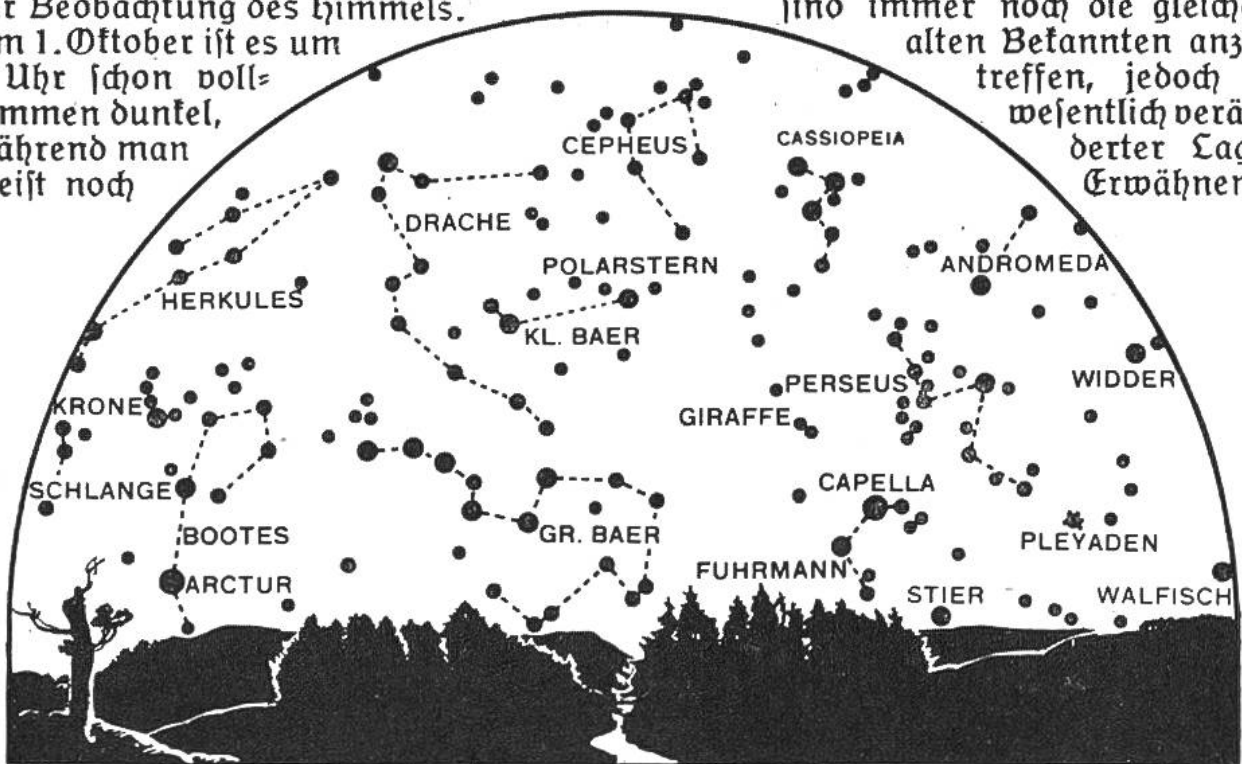 r Beobachtung des Himmels.
m 1. Oktober ist es um
Uhr schon voll=
mmen dunkel,
ährend man
eist noch
sind immer noch die gleich
alten Bekannten anz
treffen, jedoch
wesentlich verä
derter Lag
Erwähnen
CEPHEUS
CASSIOPEIA
DRACHE
POLARSTERN
ANDROMEDA
HERKULES
KL. BAER
PERSEUS
WIDDER
KRONE
GIRAFFE
SCHLANGE
CAPELLA
BOOTES
GR. BAER
PLEYADEN
ARCTUR
FUHRMANN
STIER
WALFISCH